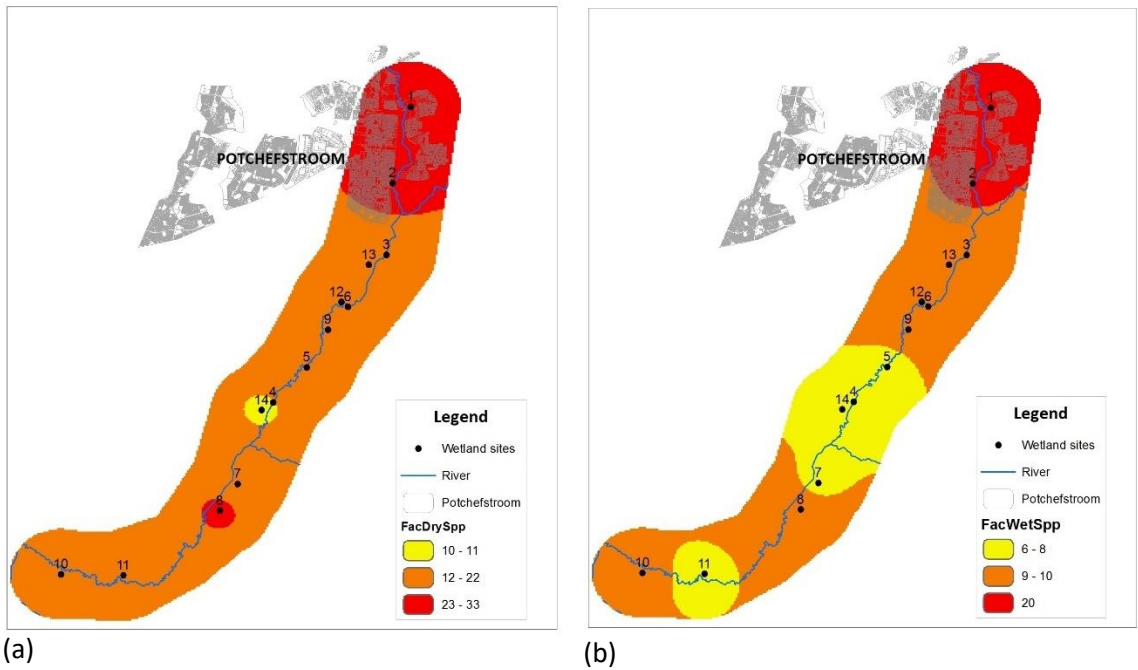 1
POTCHEFSTROOM
2
3
13
12 6
9
5
4
14
7
8
10
11
Legend
Wetland sites
River
Potchefstroom
FacDrySpp
10 - 11
12 - 22
23 - 33
(a)
1
POTCHEFSTROOM
2
3
13
12 6
9
5
4
14
7
8
10
11
Legend
Wetland sites
River
Potchefstroom
FacWetSpp
6 - 8
9 - 10
20
(b)